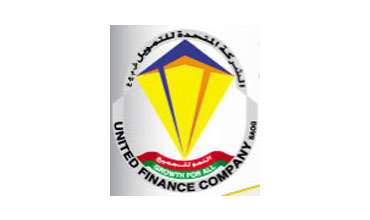 الشركة المتحدة للتمويل ش م ع ع
النمو للجميع
GROWTH FOR ALL
UNITED FINANCE COMPANY SAOG